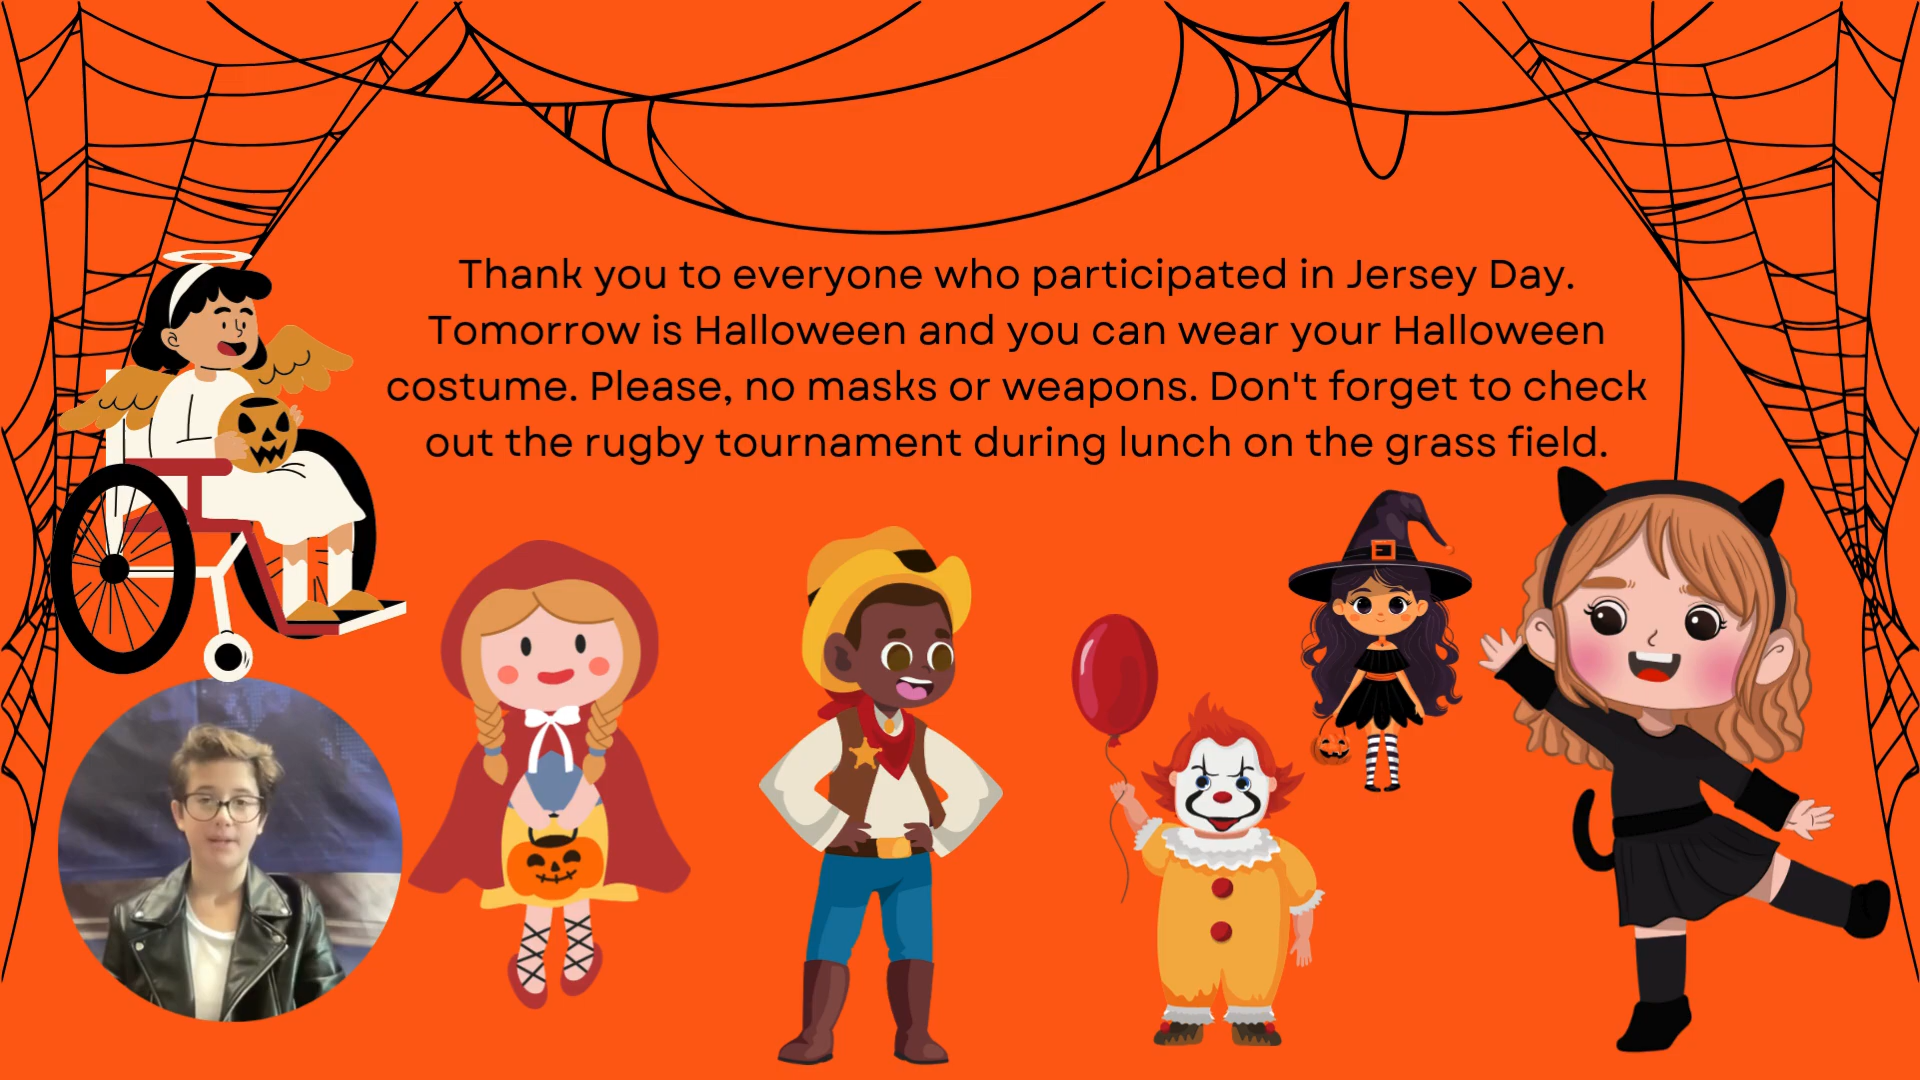 Thank you to everyone who participated in Jersey Day.
Tomorrow is Halloween and you can wear your Halloween
costume. Please, no masks or weapons. Don't forget to check
out the rugby tournament during lunch on the grass field.